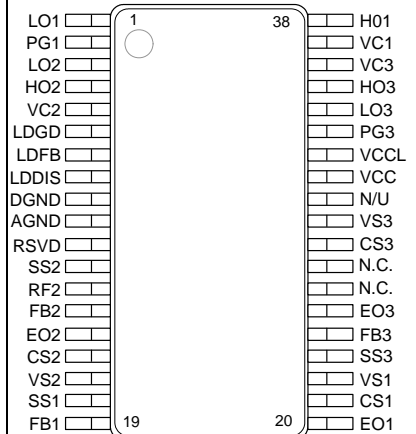 LO1 1 38 H01
PG1 VC1
LO2 VC3
HO2 HO3
VC2 LO3
LDGD PG3
LDFB VCCL
LDDIS VCC
DGND N/U
AGND VS3
RSVD CS3
SS2 N.C.
RF2 N.C.
FB2 EO3
EO2 FB3
CS2 SS3
VS2 VS1
SS1 CS1
FB1 19 20 EO1